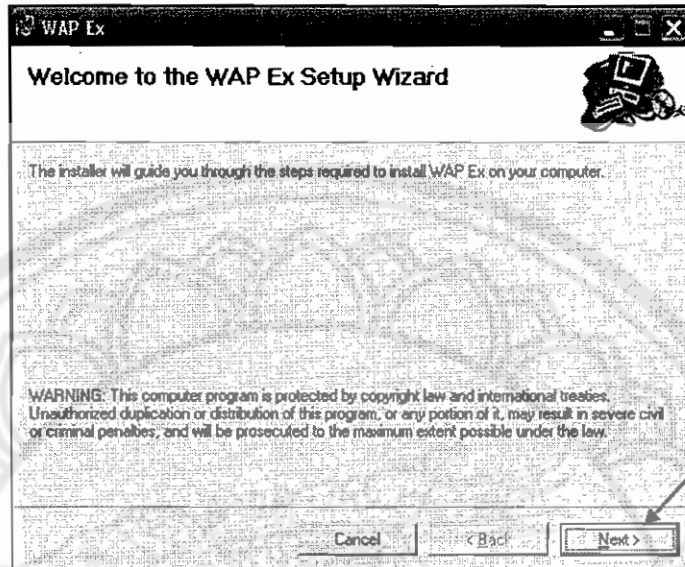 WAP Ex
Welcome to the WAP Ex Setup Wizard
The installer will guide you through the steps required to install WAP Ex on your computer.
WARNING: This computer program is protected by copyright law and international treaties.
Unauthorized duplication or distribution of this program, or any portion of it, may result in severe civil
or criminal penalties, and will be prosecuted to the maximum extent possible under the law.
Cancel
< Back
Next >